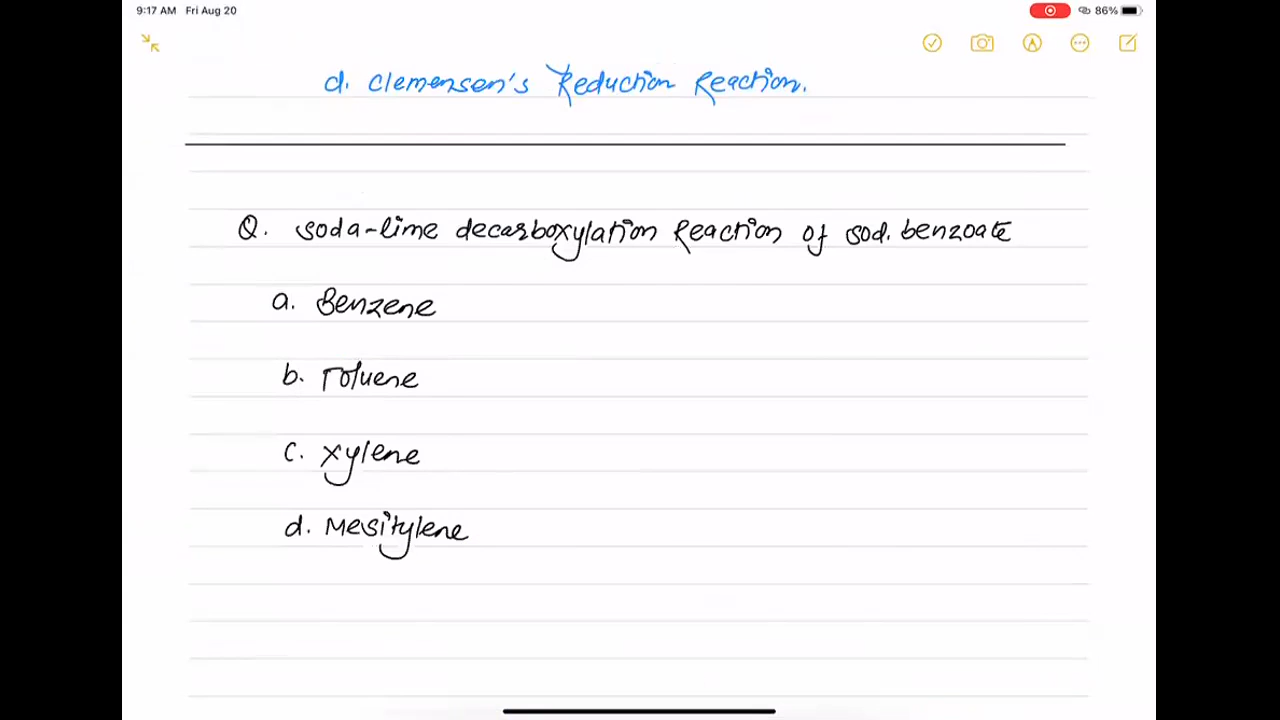 9:17 AM Fri Aug 20
86%
d. Clemensen's Reduction Reaction.
Q. soda-lime decarboxylation Reaction of sod. benzoate
a. Benzene
b. Toluene
c. Xylene
d. Mesitylene